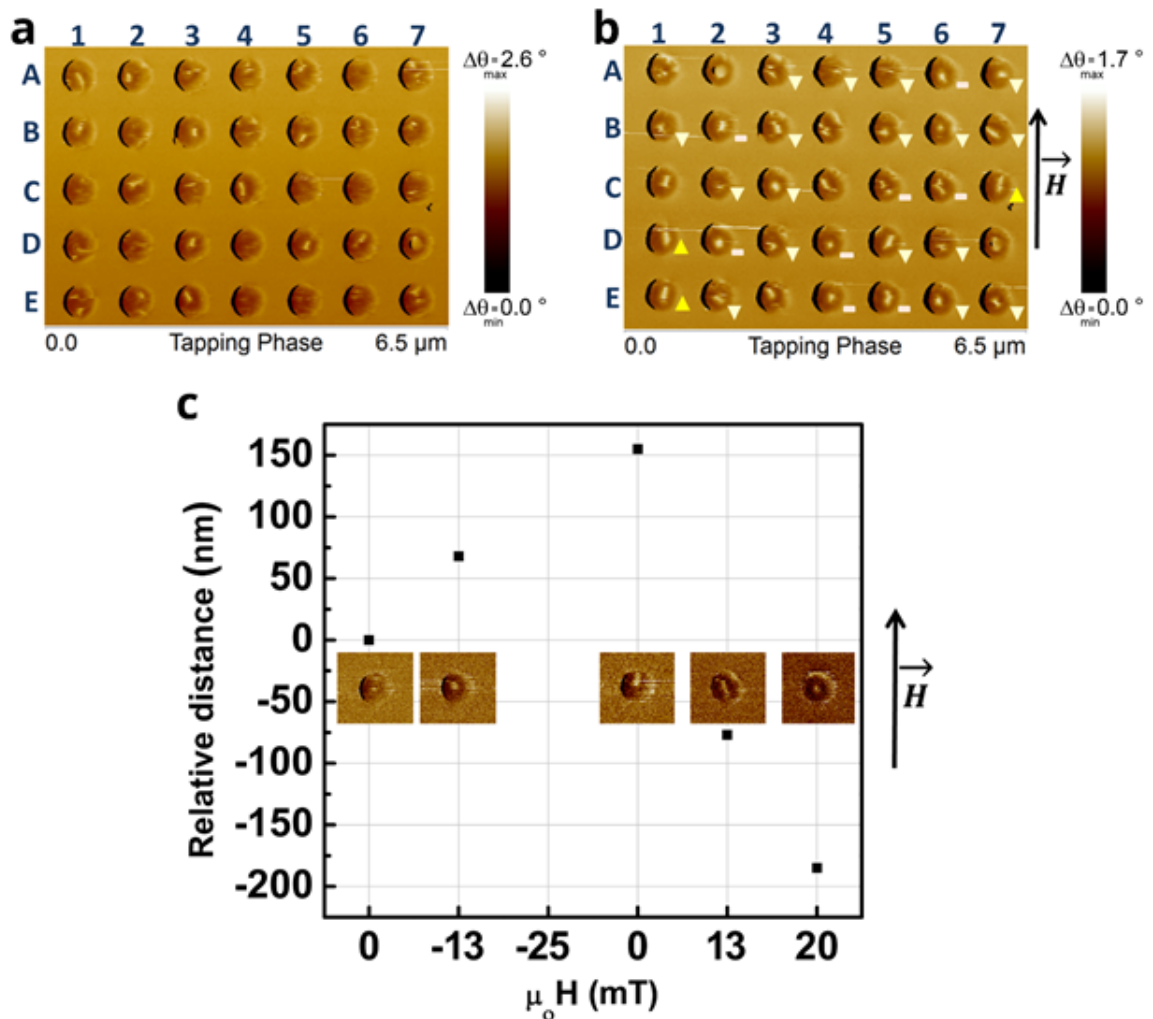 a
1 2 3 4 5 6 7
A
B
C
D
E
Δθmax=2.6 °
Δθmin=0.0 °
0.0 Tapping Phase 6.5 µm
b
1 2 3 4 5 6 7
A
B
C
D
E
Δθmax=1.7 °
Δθmin=0.0 °
H
0.0 Tapping Phase 6.5 µm
c
Relative distance (nm)
150
100
50
0
-50
-100
-150
-200
0 -13 -25 0 13 20
µoH (mT)
H